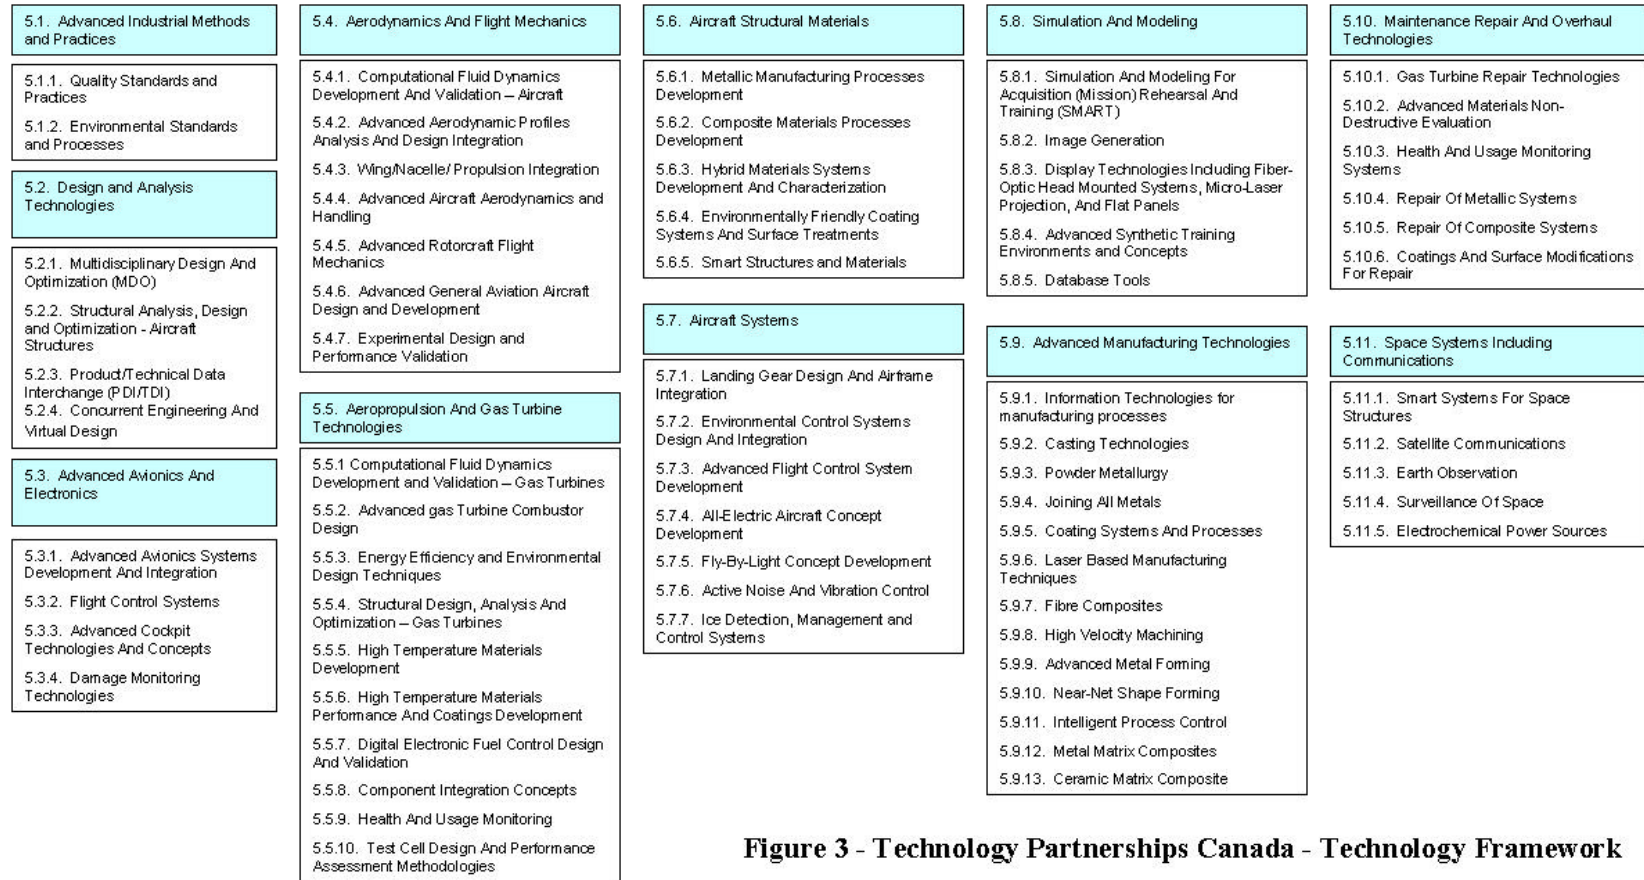 5.1. Advanced Industrial Methods
and Practices
5.1.1. Quality Standards and
Practices
5.1.2. Environmental Standards
and Processes
5.2. Design and Analysis
Technologies
5.2.1. Multidisciplinary Design And
Optimization (MDO)
5.2.2. Structural Analysis, Design
and Optimization - Aircraft
Structures
5.2.3. Product/Technical Data
Interchange (PDI/TDI)
5.2.4. Concurrent Engineering And
Virtual Design
5.3. Advanced Avionics And
Electronics
5.3.1. Advanced Avionics Systems
Development And Integration
5.3.2. Flight Control Systems
5.3.3. Advanced Cockpit
Technologies And Concepts
5.3.4. Damage Monitoring
Technologies
5.4. Aerodynamics And Flight Mechanics
5.4.1. Computational Fluid Dynamics
Development And Validation – Aircraft
5.4.2. Advanced Aerodynamic Profiles
Analysis And Design Integration
5.4.3. Wing/Nacelle/ Propulsion Integration
5.4.4. Advanced Aircraft Aerodynamics and
Handling
5.4.5. Advanced Rotorcraft Flight
Mechanics
5.4.6. Advanced General Aviation Aircraft
Design and Development
5.4.7. Experimental Design and
Performance Validation
5.5. Aeropropulsion And Gas Turbine
Technologies
5.5.1 Computational Fluid Dynamics
Development and Validation – Gas Turbines
5.5.2. Advanced gas Turbine Combustor
Design
5.5.3. Energy Efficiency and Environmental
Design Techniques
5.5.4. Structural Design, Analysis And
Optimization – Gas Turbines
5.5.5. High Temperature Materials
Development
5.5.6. High Temperature Materials
Performance And Coatings Development
5.5.7. Digital Electronic Fuel Control Design
And Validation
5.5.8. Component Integration Concepts
5.5.9. Health And Usage Monitoring
5.5.10. Test Cell Design And Performance
Assessment Methodologies
5.6. Aircraft Structural Materials
5.6.1. Metallic Manufacturing Processes
Development
5.6.2. Composite Materials Processes
Development
5.6.3. Hybrid Materials Systems
Development And Characterization
5.6.4. Environmentally Friendly Coating
Systems And Surface Treatments
5.6.5. Smart Structures and Materials
5.7. Aircraft Systems
5.7.1. Landing Gear Design And Airframe
Integration
5.7.2. Environmental Control Systems
Design And Integration
5.7.3. Advanced Flight Control System
Development
5.7.4. All-Electric Aircraft Concept
Development
5.7.5. Fly-By-Light Concept Development
5.7.6. Active Noise And Vibration Control
5.7.7. Ice Detection, Management and
Control Systems
5.8. Simulation And Modeling
5.8.1. Simulation And Modeling For
Acquisition (Mission) Rehearsal And
Training (SMART)
5.8.2. Image Generation
5.8.3. Display Technologies Including Fiber-
Optic Head Mounted Systems, Micro-Laser
Projection, And Flat Panels
5.8.4. Advanced Synthetic Training
Environments and Concepts
5.8.5. Database Tools
5.9. Advanced Manufacturing Technologies
5.9.1. Information Technologies for
manufacturing processes
5.9.2. Casting Technologies
5.9.3. Powder Metallurgy
5.9.4. Joining All Metals
5.9.5. Coating Systems And Processes
5.9.6. Laser Based Manufacturing
Techniques
5.9.7. Fibre Composites
5.9.8. High Velocity Machining
5.9.9. Advanced Metal Forming
5.9.10. Near-Net Shape Forming
5.9.11. Intelligent Process Control
5.9.12. Metal Matrix Composites
5.9.13. Ceramic Matrix Composite
5.10. Maintenance Repair And Overhaul
Technologies
5.10.1. Gas Turbine Repair Technologies
5.10.2. Advanced Materials Non-
Destructive Evaluation
5.10.3. Health And Usage Monitoring
Systems
5.10.4. Repair Of Metallic Systems
5.10.5. Repair Of Composite Systems
5.10.6. Coatings And Surface Modifications
For Repair
5.11. Space Systems Including
Communications
5.11.1. Smart Systems For Space
Structures
5.11.2. Satellite Communications
5.11.3. Earth Observation
5.11.4. Surveillance Of Space
5.11.5. Electrochemical Power Sources
Figure 3 - Technology Partnerships Canada - Technology Framework